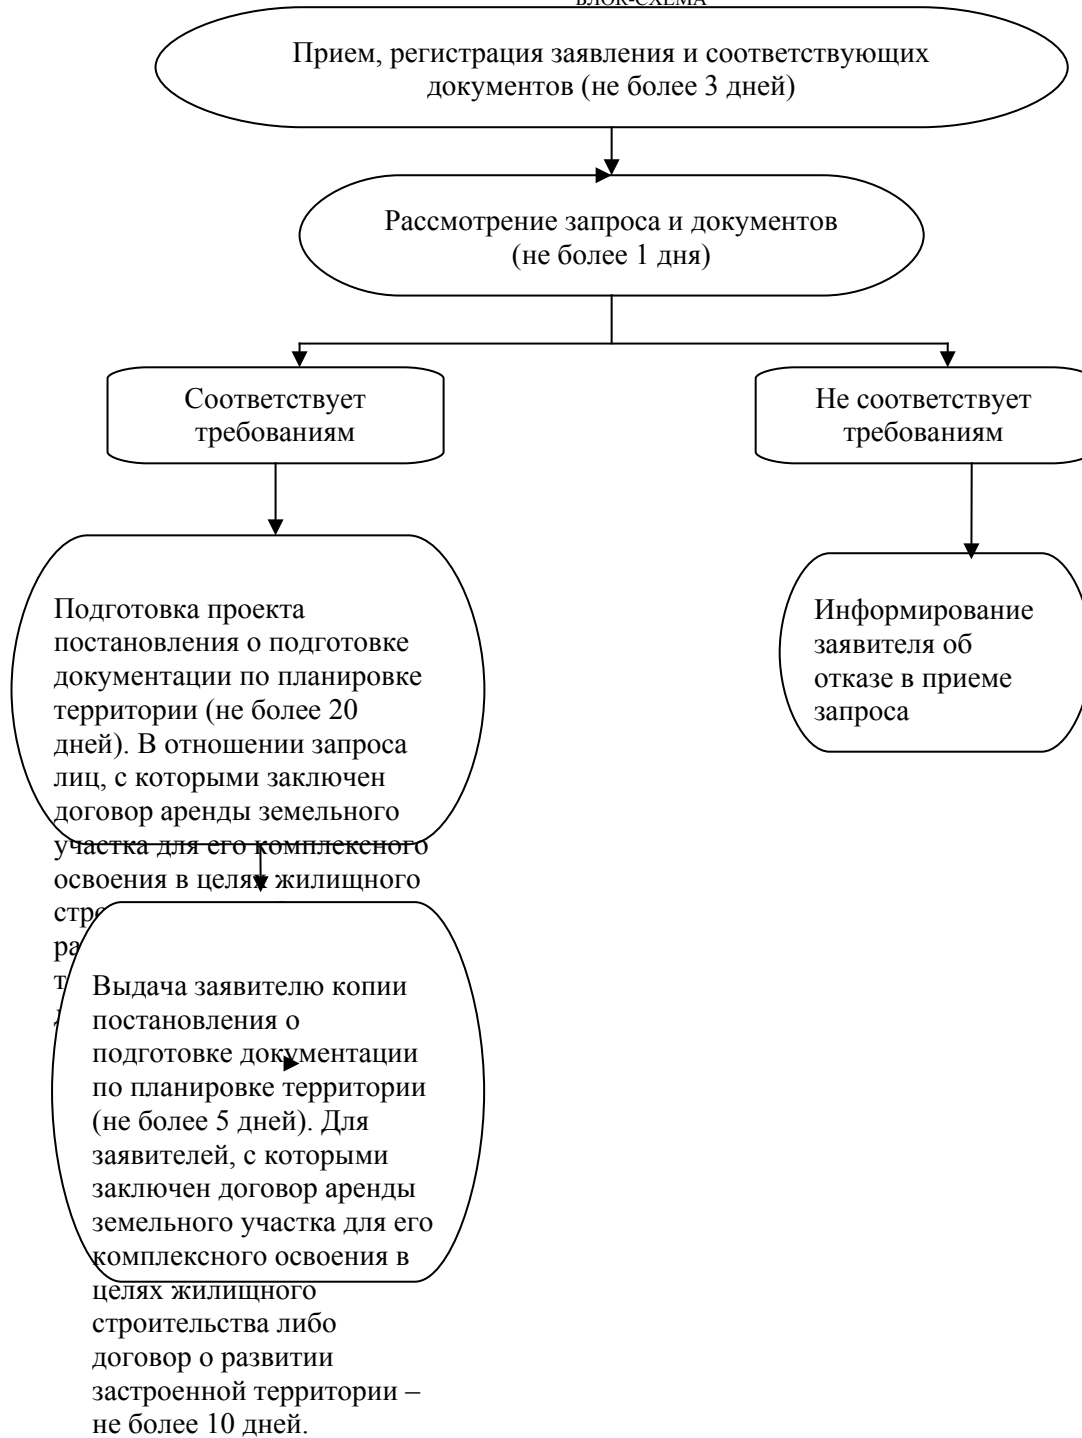 БЛОК-СХЕМА
Прием, регистрация заявления и соответствующих
документов (не более 3 дней)
Рассмотрение запроса и документов
(не более 1 дня)
Соответствует
требованиям
Не соответствует
требованиям
Подготовка проекта
постановления о подготовке
документации по планировке
территории (не более 20
дней). В отношении запроса
лиц, с которыми заключен
договор аренды земельного
участка для его комплексного
освоения в целях жилищного
Информирование
заявителя об
отказе в приеме
запроса
Выдача заявителю копии
постановления о
подготовке документации
по планировке территории
(не более 5 дней). Для
заявителей, с которыми
заключен договор аренды
земельного участка для его
комплексного освоения в
целях жилищного
строительства либо
договор о развитии
застроенной территории –
не более 10 дней.